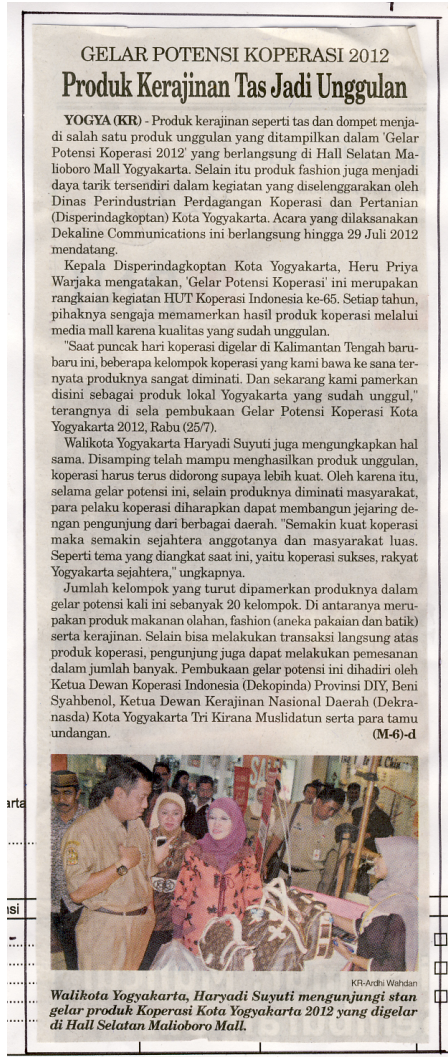 GELAR POTENSI KOPERASI 2012
Produk Kerajinan Tas Jadi Unggulan
YOGYA (KR) - Produk kerajinan seperti tas dan dompet menja-
di salah satu produk unggulan yang ditampilkan dalam 'Gelar
Potensi Koperasi 2012' yang berlangsung di Hall Selatan Ma-
lioboro Mall Yogyakarta. Selain itu produk fashion juga menjadi
daya tarik tersendiri dalam kegiatan yang diselenggarakan oleh
Dinas Perindustrian Perdagangan Koperasi dan Pertanian
(Disperindagkoptan) Kota Yogyakarta. Acara yang dilaksanakan
Dekaline Communications ini berlangsung hingga 29 Juli 2012
mendatang.
Kepala Disperindagkoptan Kota Yogyakarta, Heru Priya
Warjaka mengatakan, 'Gelar Potensi Koperasi' ini merupakan
rangkaian kegiatan HUT Koperasi Indonesia ke-65. Setiap tahun,
pihaknya sengaja memamerkan hasil produk koperasi melalui
media mall karena kualitas yang sudah unggulan.
"Saat puncak hari koperasi digelar di Kalimantan Tengah baru-
baru ini, beberapa kelompok koperasi yang kami bawa ke sana ter-
nyata produknya sangat diminati. Dan sekarang kami pamerkan
disini sebagai produk lokal Yogyakarta yang sudah unggul,"
terangnya di sela pembukaan Gelar Potensi Koperasi Kota
Yogyakarta 2012, Rabu (25/7).
Walikota Yogyakarta Haryadi Suyuti juga mengungkapkan hal
sama. Disamping telah mampu menghasilkan produk unggulan,
koperasi harus terus didorong supaya lebih kuat. Oleh karena itu,
selama gelar potensi ini, selain produknya diminati masyarakat,
para pelaku koperasi diharapkan dapat membangun jejaring de-
ngan pengunjung dari berbagai daerah. "Semakin kuat koperasi
maka semakin sejahtera anggotanya dan masyarakat luas.
Seperti tema yang diangkat saat ini, yaitu koperasi sukses, rakyat
Yogyakarta sejahtera," ungkapnya.
Jumlah kelompok yang turut dipamerkan produknya dalam
gelar potensi kali ini sebanyak 20 kelompok. Di antaranya meru-
pakan produk makanan olahan, fashion (aneka pakaian dan batik)
serta kerajinan. Selain bisa melakukan transaksi langsung atas
produk koperasi, pengunjung juga dapat melakukan pemesanan
dalam jumlah banyak. Pembukaan gelar potensi ini dihadiri oleh
Ketua Dewan Koperasi Indonesia (Dekopinda) Provinsi DIY, Beni
Syahbenol, Ketua Dewan Kerajinan Nasional Daerah (Dekra-
nasda) Kota Yogyakarta Tri Kirana Muslidatun serta para tamu
undangan. (M-6)-d
KR-Ardhi Wahdan
Walikota Yogyakarta, Haryadi Suyuti mengunjungi stan
gelar produk Koperasi Kota Yogyakarta 2012 yang digelar
di Hall Selatan Malioboro Mall.